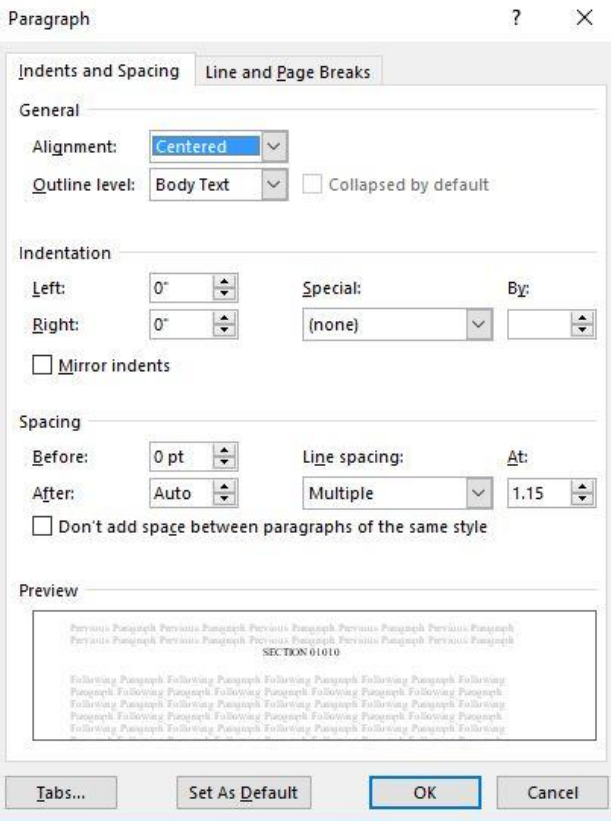 Paragraph ? ×
Indents and Spacing Line and Page Breaks
General
Alignment: Centered
Outline level: Body Text Collapsed by default
Indentation
Left: 0" Special: By:
Right: 0" (none)
Mirror indents
Spacing
Before: 0 pt Line spacing: At:
After: Auto Multiple 1.15
Don't add space between paragraphs of the same style
Preview
Previous Paragraph Previous Paragraph Previous Paragraph Previous Paragraph Previous Paragraph
Previous Paragraph Previous Paragraph Previous Paragraph Previous Paragraph Previous Paragraph
SECTION 01010
Following Paragraph Following Paragraph Following Paragraph Following Paragraph Following
Paragraph Following Paragraph Following Paragraph Following Paragraph Following Paragraph
Following Paragraph Following Paragraph Following Paragraph Following Paragraph Following
Paragraph Following Paragraph Following Paragraph Following Paragraph Following Paragraph
Following Paragraph Following Paragraph Following Paragraph Following Paragraph Following
Tabs... Set As Default OK Cancel